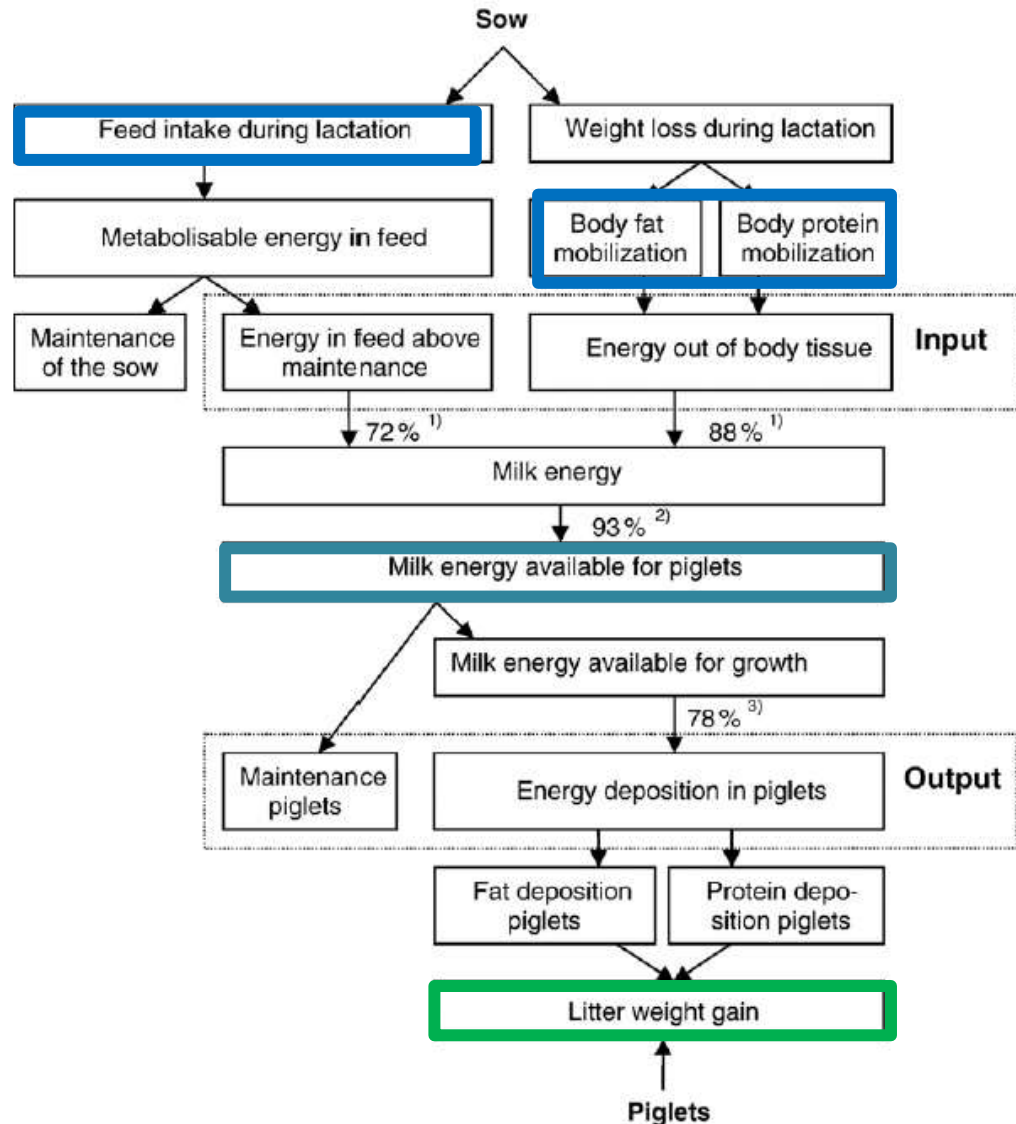 Sow
Feed intake during lactation
Weight loss during lactation
Metabolisable energy in feed
Body fat
mobilization
Body protein
mobilization
Maintenance
of the sow
Energy in feed above
maintenance
Energy out of body tissue
Input
72% 1)
88% 1)
Milk energy
93% 2)
Milk energy available for piglets
Milk energy available for growth
78% 3)
Maintenance
piglets
Energy deposition in piglets
Output
Fat deposition
piglets
Protein depo-
sition piglets
Litter weight gain
Piglets